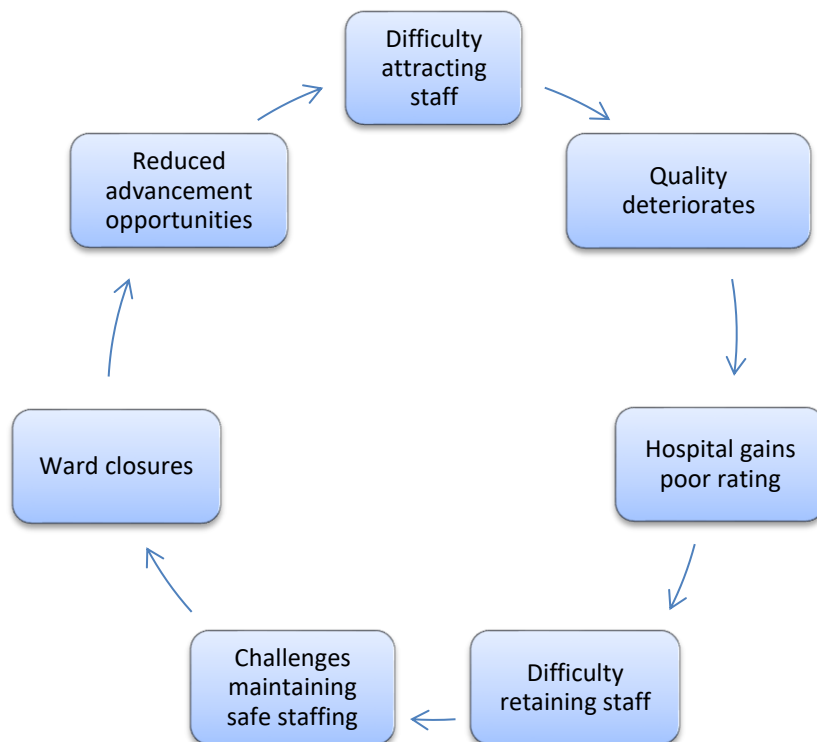 Difficulty
attracting
staff
Quality
deteriorates
Hospital gains
poor rating
Difficulty
retaining staff
Challenges
maintaining
safe staffing
Ward closures
Reduced
advancement
opportunities